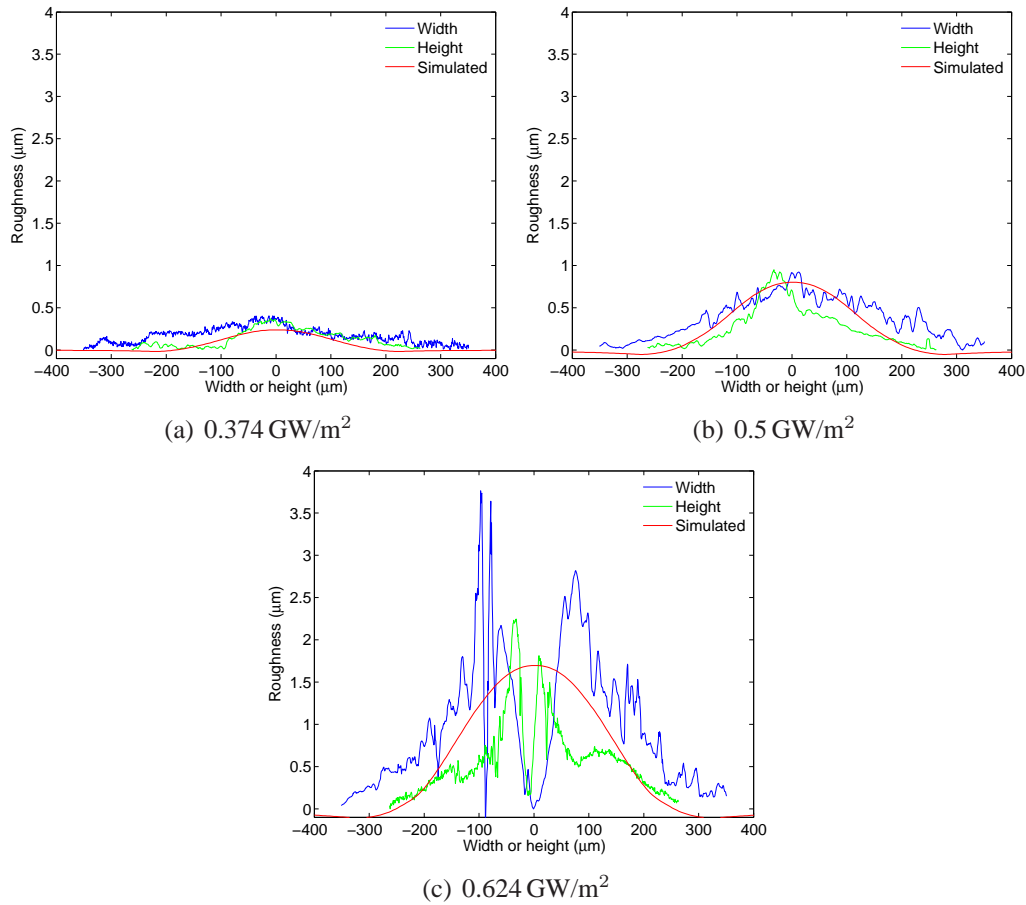 4
3.5
3
2.5
2
1.5
1
0.5
0
Roughness (µm)
−400 −300 −200 −100 0 100 200 300 400
Width or height (µm)
Width
Height
Simulated
(a) 0.374 GW/m²
4
3.5
3
2.5
2
1.5
1
0.5
0
Roughness (µm)
−400 −300 −200 −100 0 100 200 300 400
Width or height (µm)
Width
Height
Simulated
(b) 0.5 GW/m²
4
3.5
3
2.5
2
1.5
1
0.5
0
Roughness (µm)
−400 −300 −200 −100 0 100 200 300 400
Width or height (µm)
Width
Height
Simulated
(c) 0.624 GW/m²